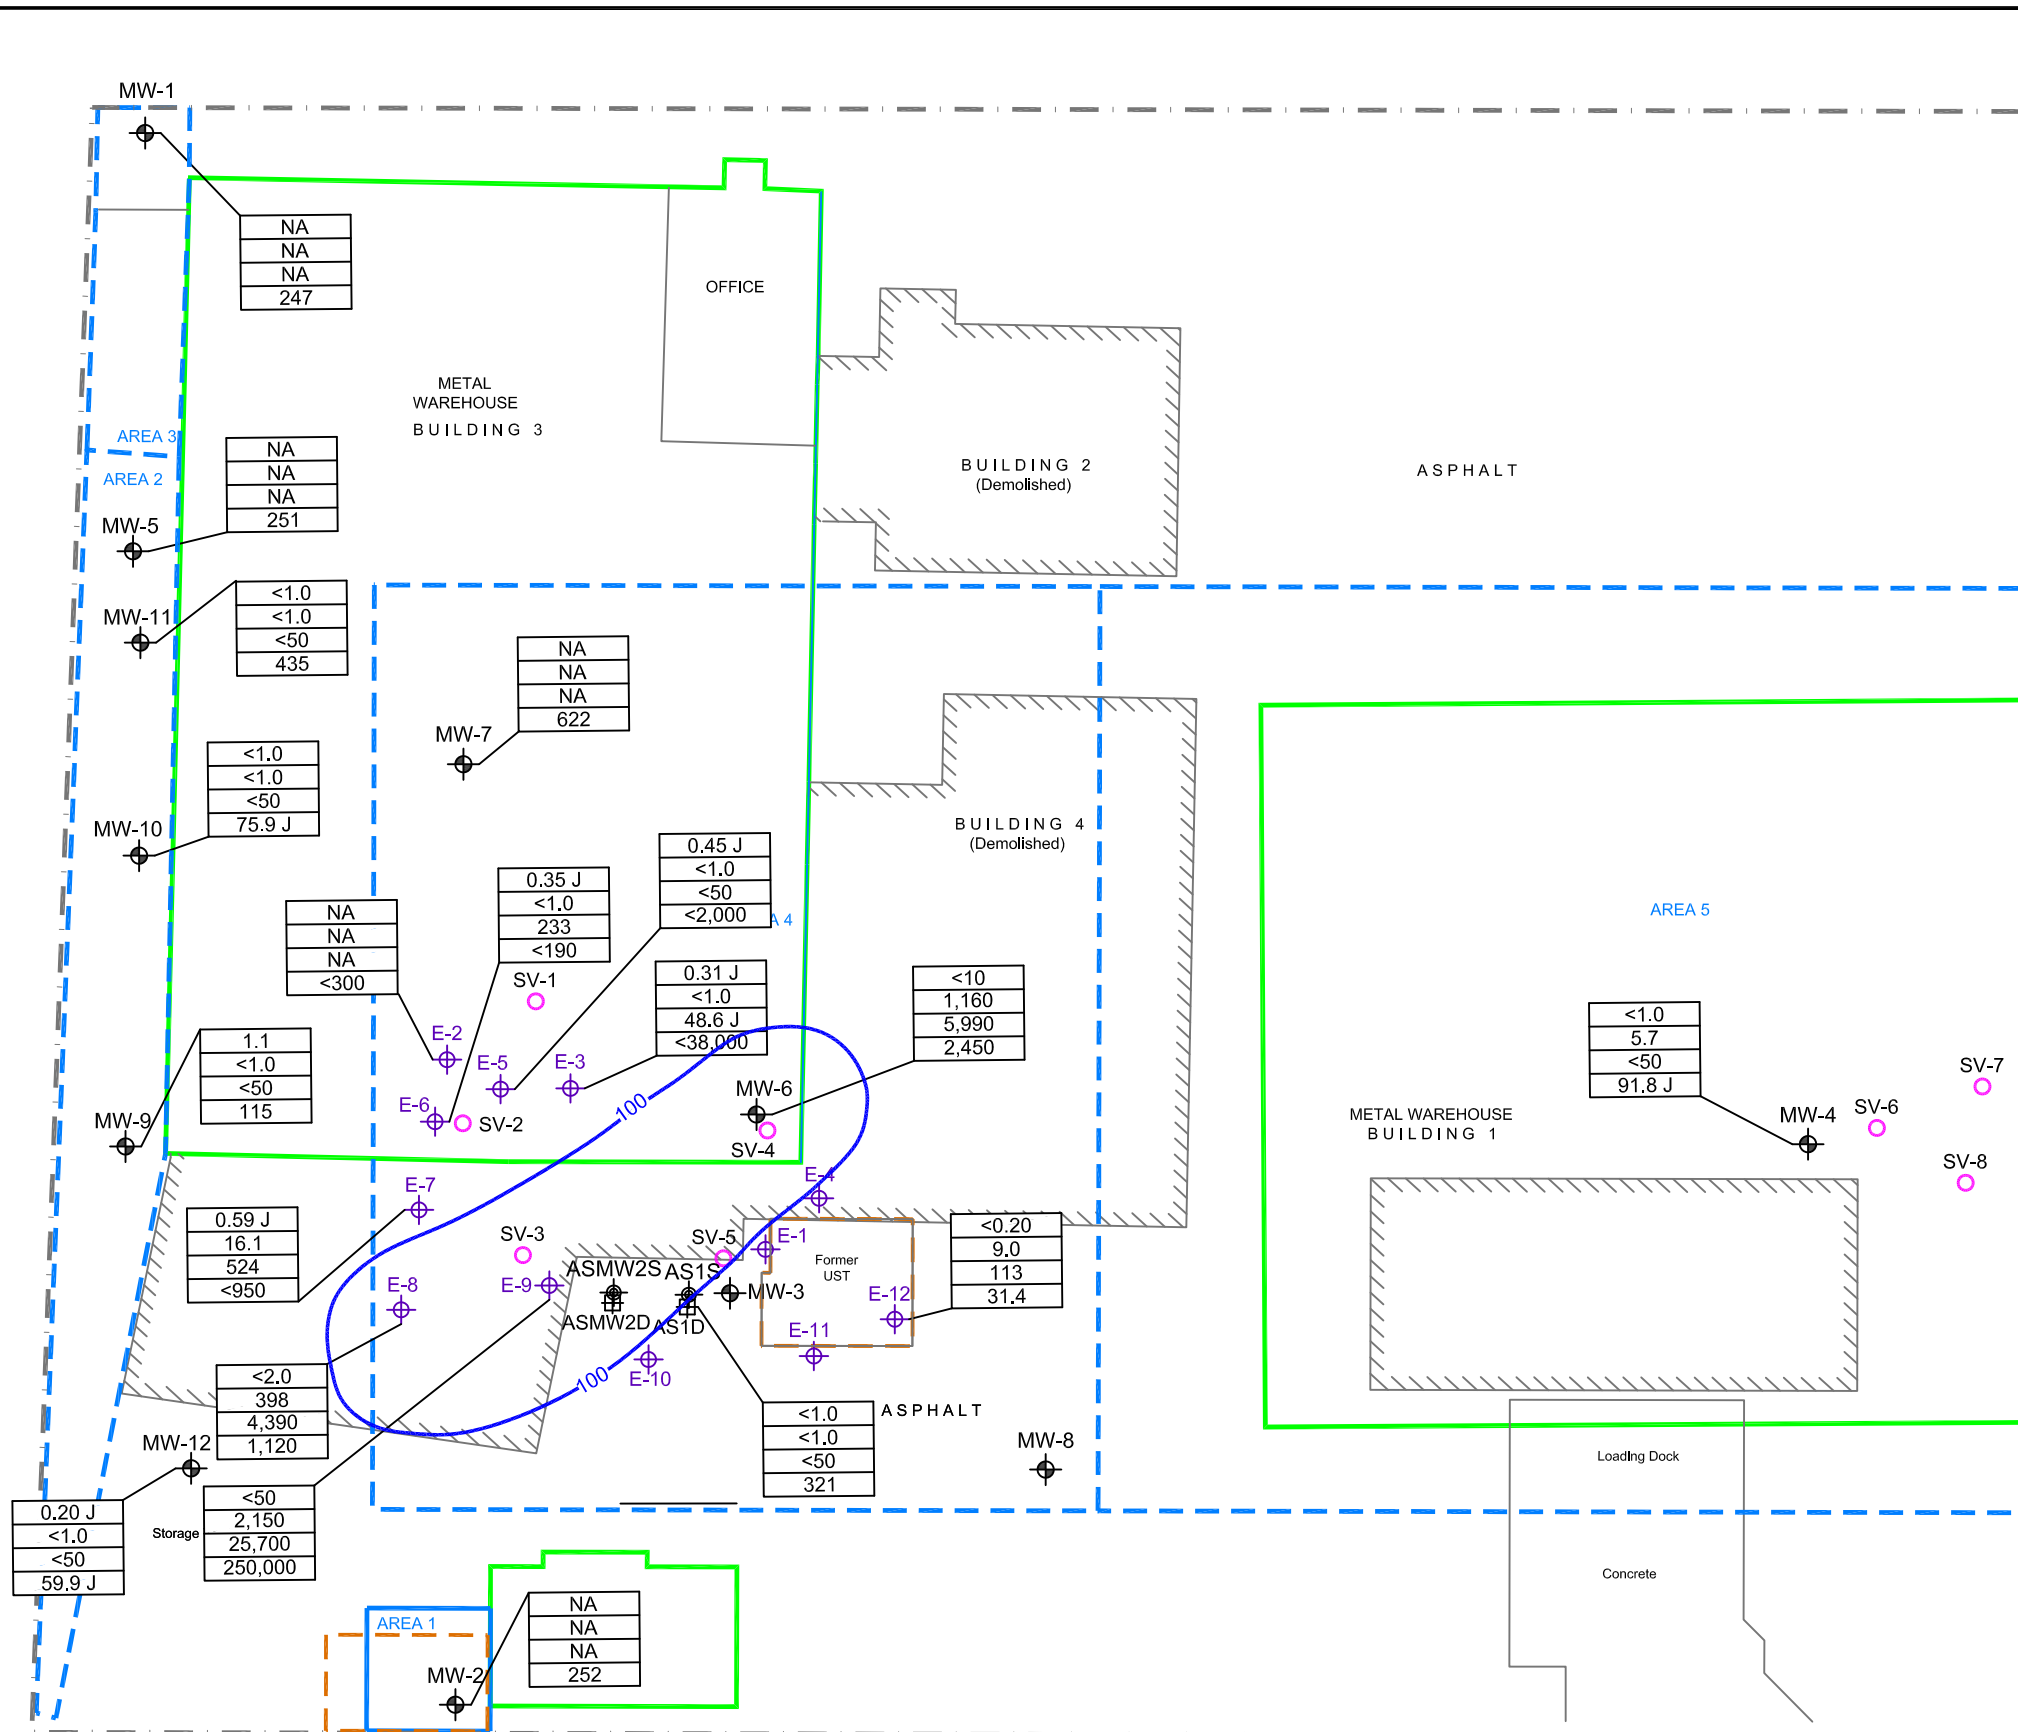 MW-1
NA
NA
NA
247
OFFICE
METAL
WAREHOUSE
BUILDING 3
AREA 3
AREA 2
NA
NA
NA
251
MW-5
BUILDING 2
(Demolished)
ASPHALT
MW-11
<1.0
<1.0
<50
435
NA
NA
NA
622
MW-7
<1.0
<1.0
<50
75.9 J
MW-10
BUILDING 4
(Demolished)
0.45 J
<1.0
<50
<2,000
A 4
0.35 J
<1.0
233
<190
NA
NA
NA
<300
AREA 5
SV-1
0.31 J
<1.0
48.6 J
<38,000
<10
1,160
5,990
2,450
<1.0
5.7
<50
91.8 J
1.1
<1.0
<50
115
MW-9
E-2
E-5
E-3
E-6
SV-2
100
MW-6
SV-4
METAL WAREHOUSE
BUILDING 1
MW-4
SV-6
SV-7
SV-8
E-7
E-4
0.59 J
16.1
524
<950
SV-3
SV-5
E-1
Former
UST
<0.20
9.0
113
31.4
E-8
E-9
ASMW2S
AS1S
MW-3
E-12
ASMW2D
AS1D
E-11
E-10
100
<2.0
398
4,390
1,120
<1.0
<1.0
<50
321
ASPHALT
MW-12
MW-8
Loading Dock
0.20 J
<1.0
<50
59.9 J
Storage
<50
2,150
25,700
250,000
Concrete
AREA 1
NA
NA
NA
252
MW-2